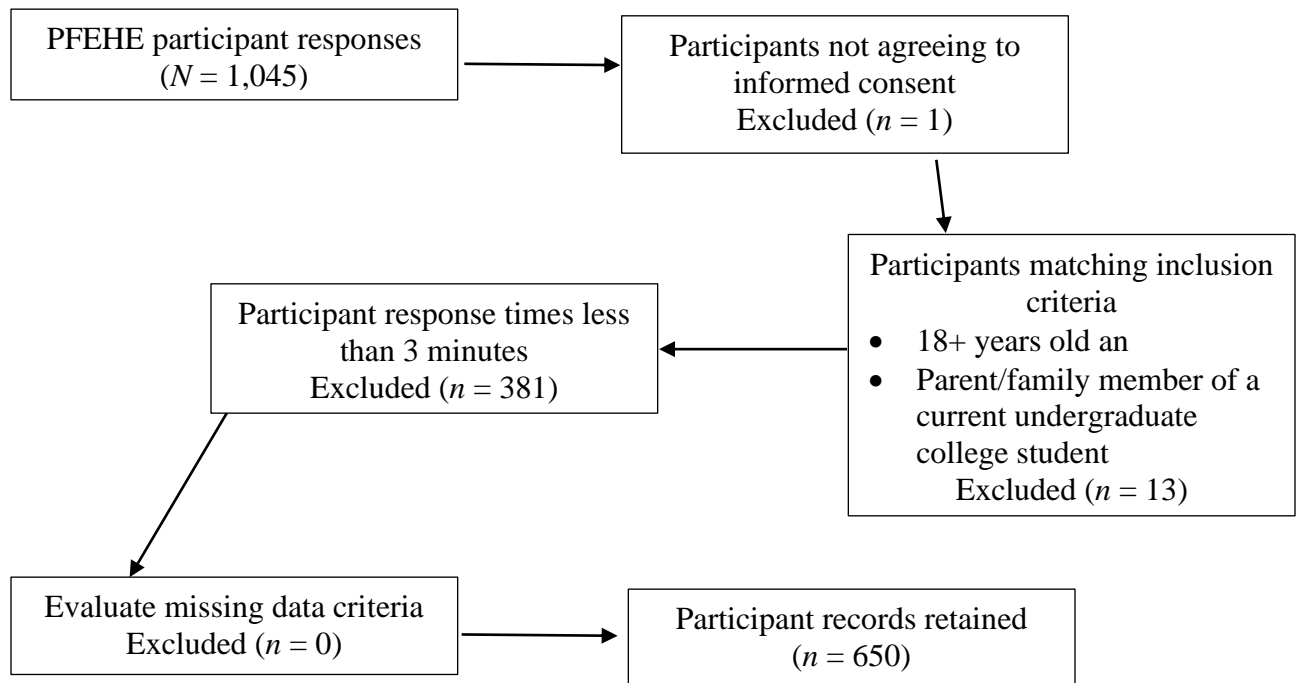 PFEHE participant responses
(N = 1,045)
Participants not agreeing to
informed consent
Excluded (n = 1)
Participants matching inclusion
criteria
• 18+ years old an
• Parent/family member of a
current undergraduate
college student
Excluded (n = 13)
Participant response times less
than 3 minutes
Excluded (n = 381)
Evaluate missing data criteria
Excluded (n = 0)
Participant records retained
(n = 650)